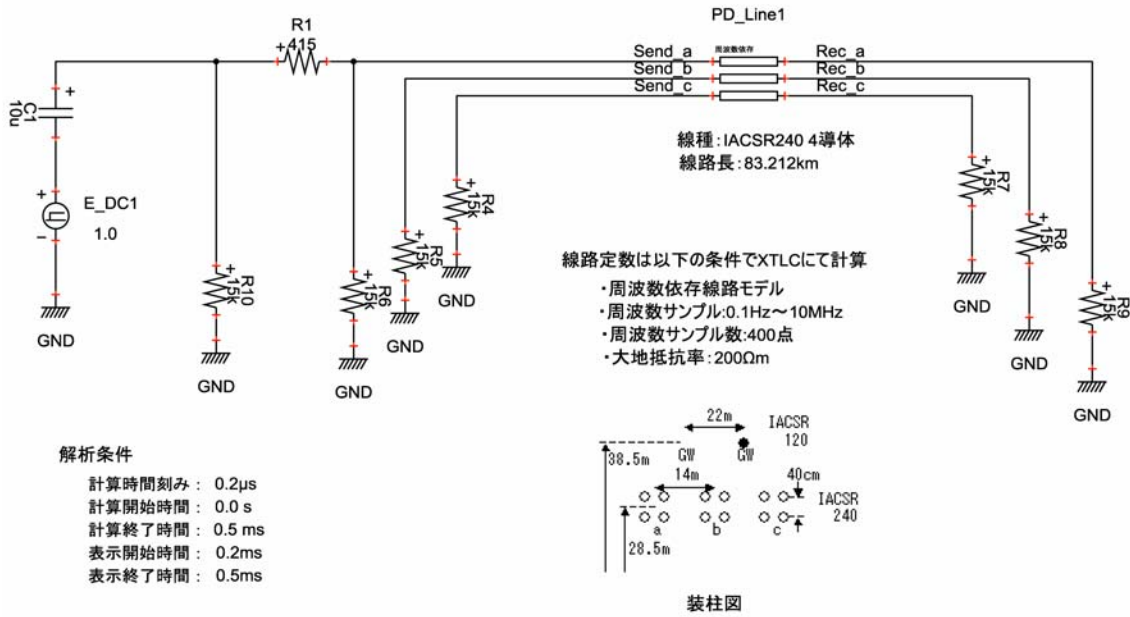 PD_Line1
R1
+
415
Send_a
周波数依存
Rec_a
Send_b
Rec_b
Send_c
Rec_c
+
C1
10u
線種:IACSR240 4導体
線路長:83.212km
+
E_DC1
1.0
−
+
R4
15k
+
R7
15k
+
R5
15k
+
R8
15k
+
R10
15k
+
R6
15k
+
R9
15k
線路定数は以下の条件でXTLCにて計算
・周波数依存線路モデル
・周波数サンプル:0.1Hz~10MHz
・周波数サンプル数:400点
・大地抵抗率:200Ωm
GND
GND
GND
GND
GND
GND
GND
GND
解析条件
計算時間刻み: 0.2μs
計算開始時間: 0.0 s
計算終了時間: 0.5 ms
表示開始時間: 0.2ms
表示終了時間: 0.5ms
22m
IACSR
120
38.5m
GW
GW
14m
40cm
IACSR
240
a
b
c
28.5m
装柱図